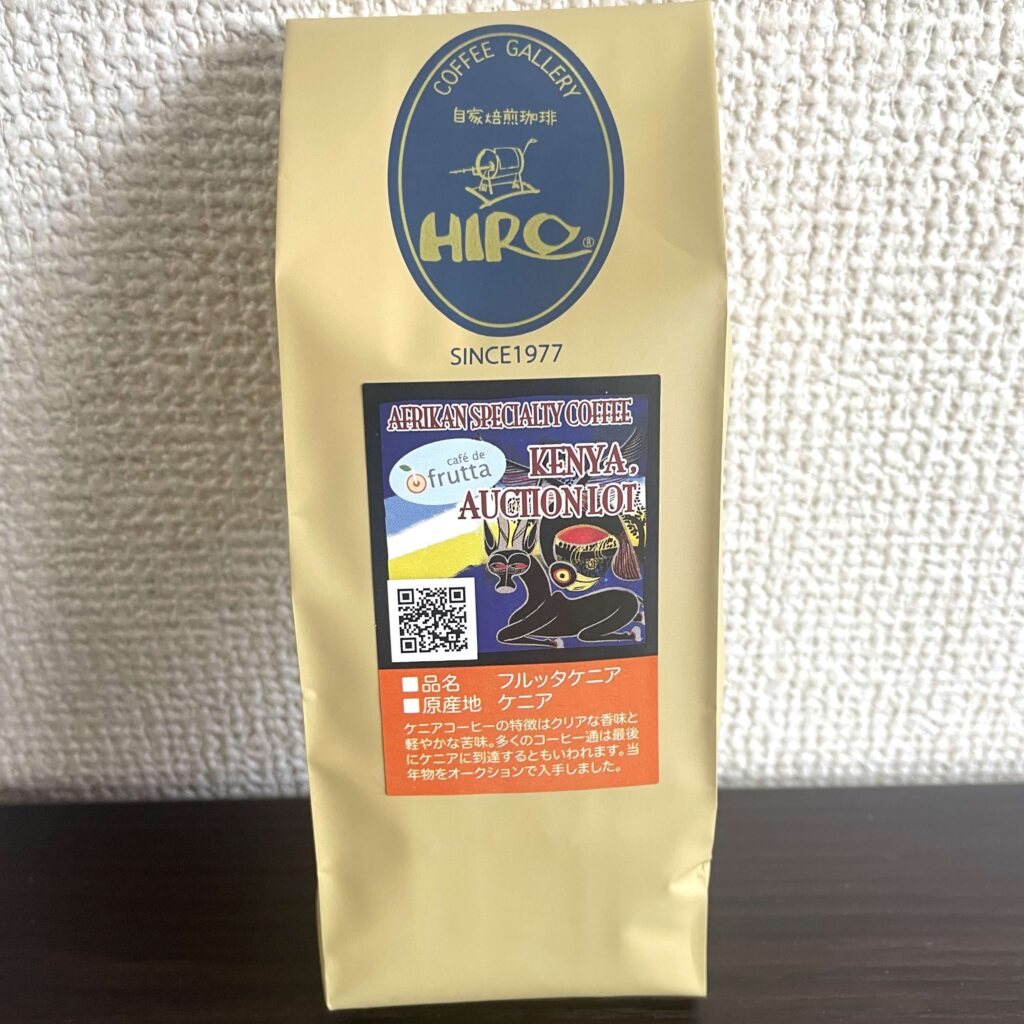 COFFEE GALLERY
自家焙煎珈琲
HIRO®
SINCE1977
AFRIKAN SPECIALTY COFFEE
café de
frutta
KENYA,
AUCTION LOT
■品名 フルッタケニア
■原産地 ケニア
ケニアコーヒーの特徴はクリアな香味と
軽やかな苦味。多くのコーヒー通は最後
にケニアに到達するともいわれます。当
年物をオークションで入手しました。